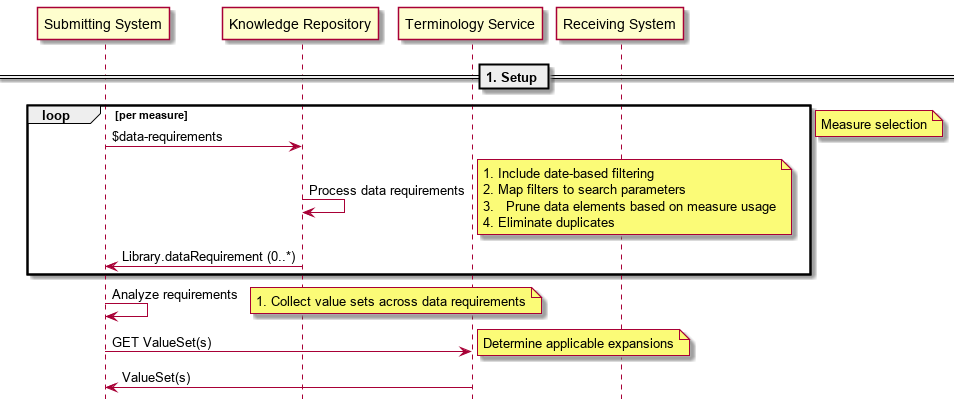 Submitting System
Knowledge Repository
Terminology Service
Receiving System
1. Setup
loop
[per measure]
Measure selection
$data-requirements
Process data requirements
1. Include date-based filtering
2. Map filters to search parameters
3.   Prune data elements based on measure usage
4. Eliminate duplicates
Library.dataRequirement (0..*)
Analyze requirements
1. Collect value sets across data requirements
GET ValueSet(s)
Determine applicable expansions
ValueSet(s)